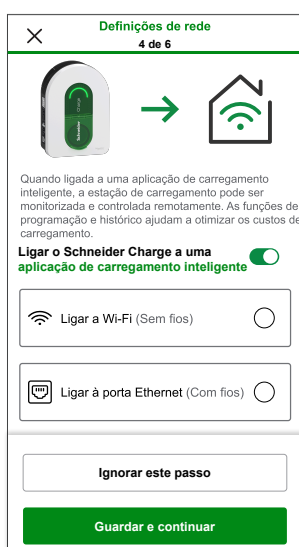 Definições de rede
4 de 6
Charge
Schneider
Quando ligada a uma aplicação de carregamento
inteligente, a estação de carregamento pode ser
monitorizada e controlada remotamente. As funções de
programação e histórico ajudam a otimizar os custos de
carregamento.
Ligar o Schneider Charge a uma
aplicação de carregamento inteligente
Ligar a Wi-Fi (Sem fios)
Ligar à porta Ethernet (Com fios)
Ignorar este passo
Guardar e continuar